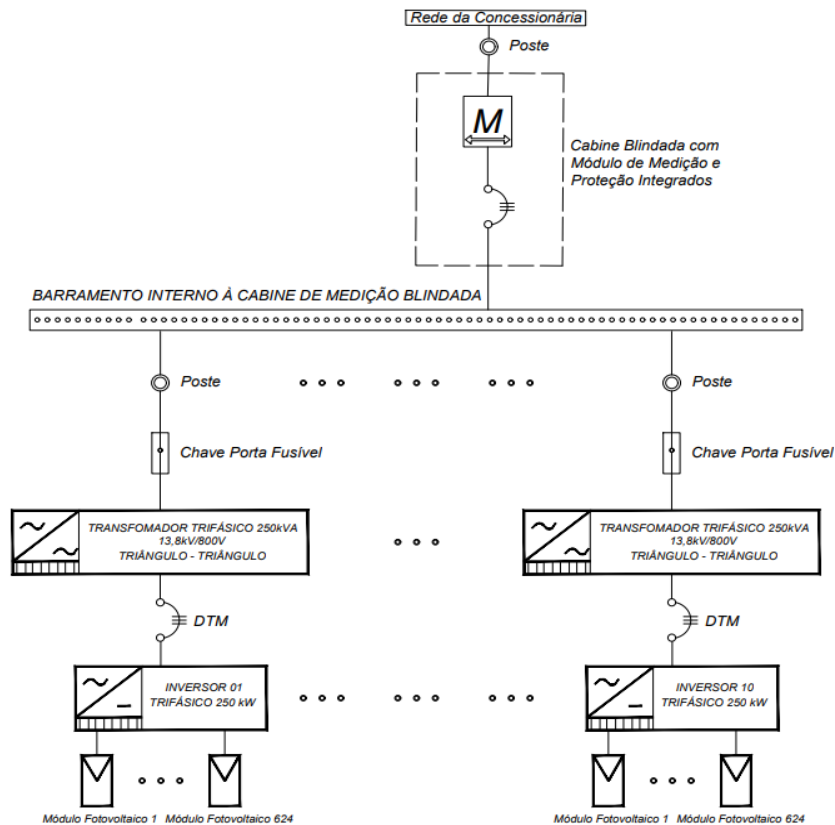 Rede da Concessionária
Poste
M
Cabine Blindada com
Módulo de Medição e
Proteção Integrados
BARRAMENTO INTERNO À CABINE DE MEDIÇÃO BLINDADA
Poste
Poste
Chave Porta Fusível
Chave Porta Fusível
TRANSFOMADOR TRIFÁSICO 250kVA
13,8kV/800V
TRIÂNGULO - TRIÂNGULO
TRANSFOMADOR TRIFÁSICO 250kVA
13,8kV/800V
TRIÂNGULO - TRIÂNGULO
DTM
DTM
INVERSOR 01
TRIFÁSICO 250 kW
INVERSOR 10
TRIFÁSICO 250 kW
Módulo Fotovoltaico 1
Módulo Fotovoltaico 624
Módulo Fotovoltaico 1
Módulo Fotovoltaico 624